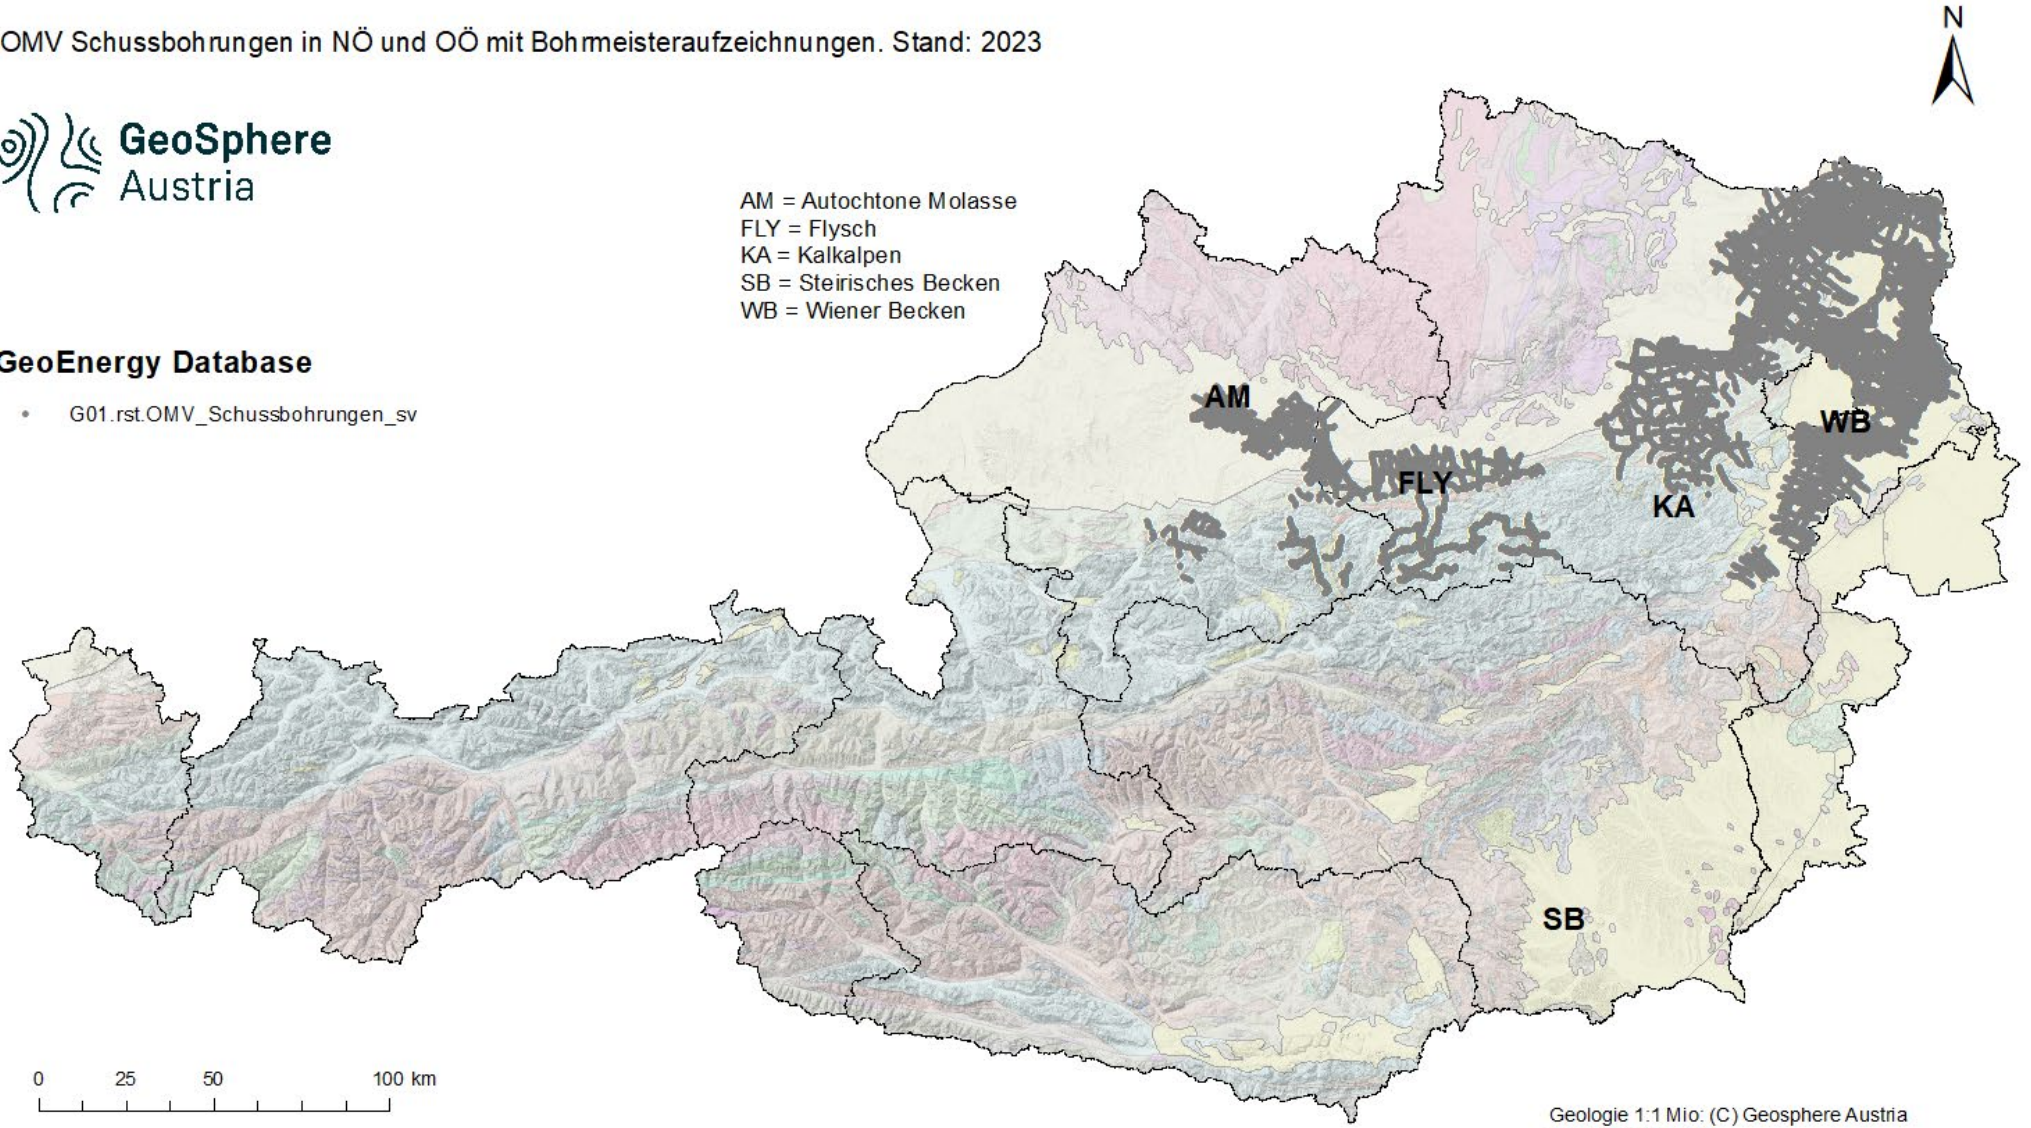 OMV Schussbohrungen in NÖ und OÖ mit Bohrmeisteraufzeichnungen. Stand: 2023
N
GeoSphere
Austria
AM = Autochtone Molasse
FLY = Flysch
KA = Kalkalpen
SB = Steirisches Becken
WB = Wiener Becken
GeoEnergy Database
G01.rst.OMV_Schussbohrungen_sv
AM
WB
FLY
KA
SB
0 25 50 100 km
Geologie 1:1 Mio: (C) Geosphere Austria